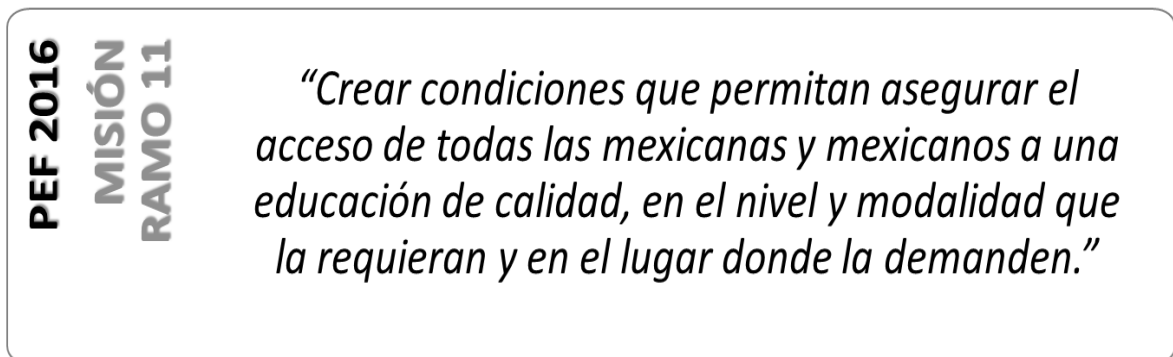 PEF 2016
MISIÓN
RAMO 11
“Crear condiciones que permitan asegurar el
acceso de todas las mexicanas y mexicanos a una
educación de calidad, en el nivel y modalidad que
la requieran y en el lugar donde la demanden.”